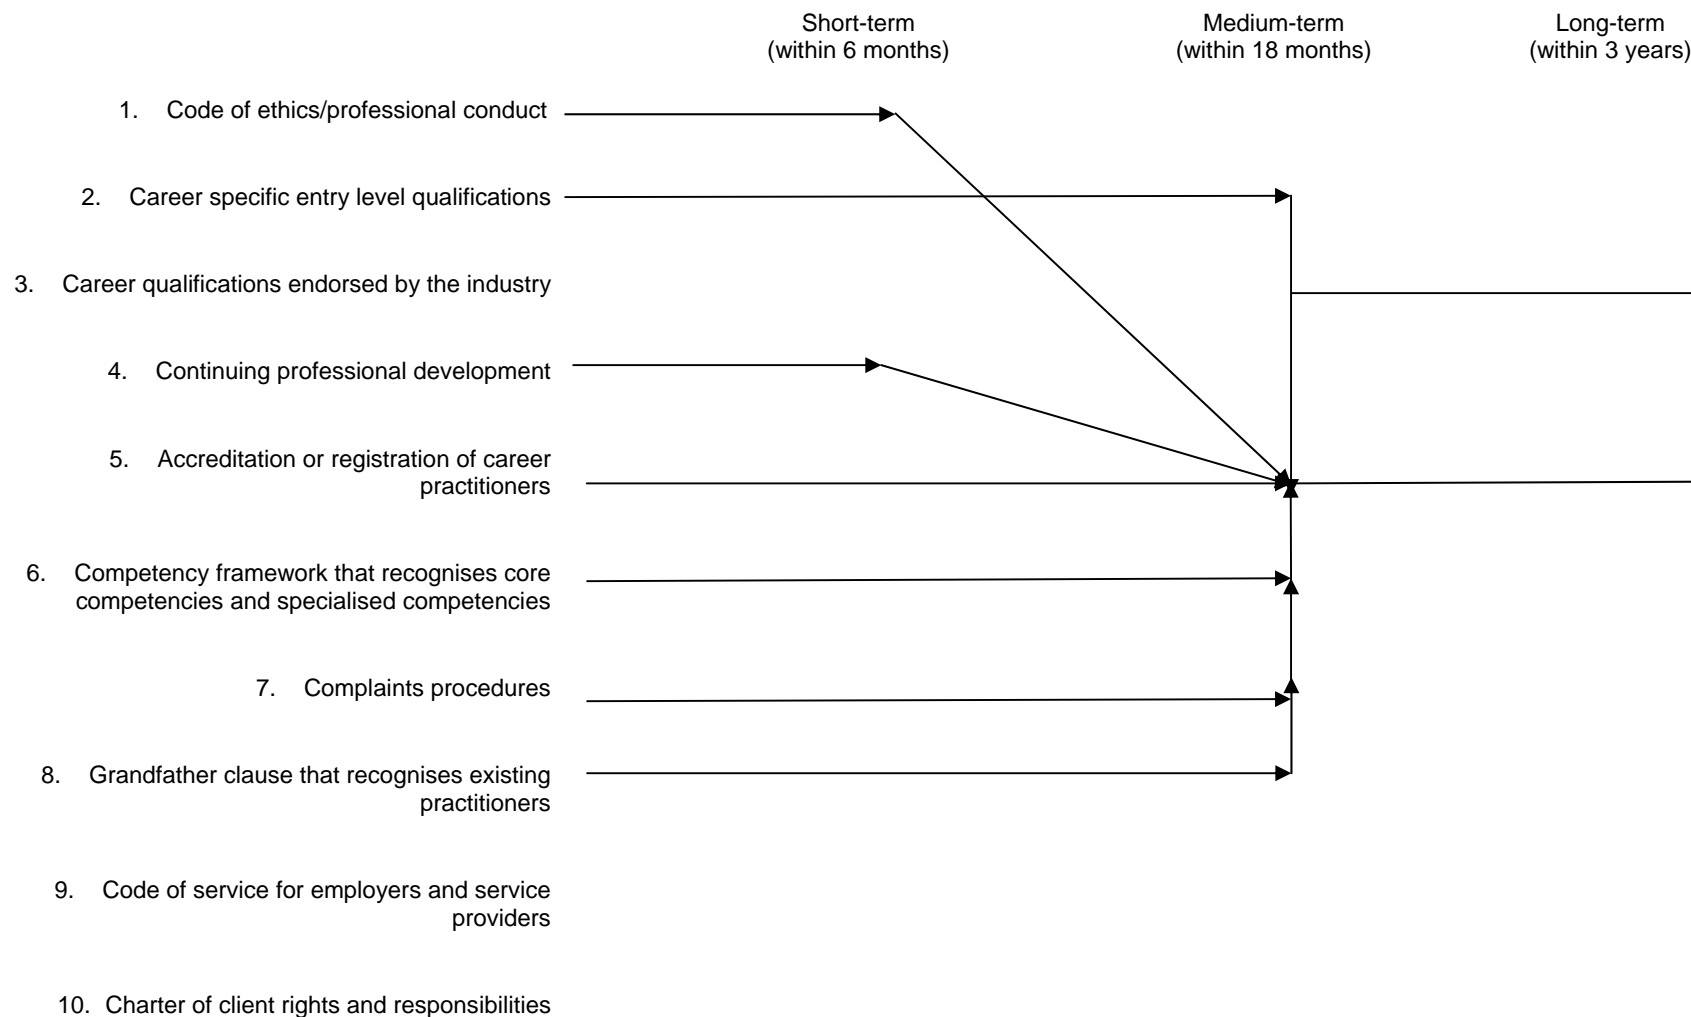 Short-term Medium-term Long-term
(within 6 months) (within 18 months) (within 3 years)
1. Code of ethics/professional conduct
2. Career specific entry level qualifications
3. Career qualifications endorsed by the industry
4. Continuing professional development
5. Accreditation or registration of career
practitioners
6. Competency framework that recognises core
competencies and specialised competencies
7. Complaints procedures
8. Grandfather clause that recognises existing
practitioners
9. Code of service for employers and service
providers
10. Charter of client rights and responsibilities